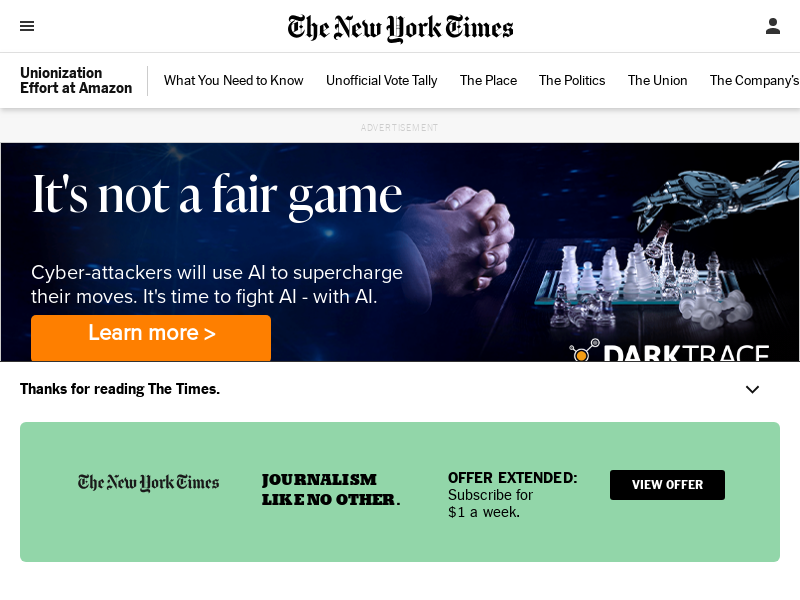 The New York Times
Unionization
Effort at Amazon
What You Need to Know
Unofficial Vote Tally
The Place
The Politics
The Union
The Company's
ADVERTISEMENT
It's not a fair game
Cyber-attackers will use AI to supercharge
their moves. It's time to fight AI - with AI.
Learn more >
DARKTRACE
Thanks for reading The Times.
The New York Times
JOURNALISM
LIKE NO OTHER.
OFFER EXTENDED:
Subscribe for
$1 a week.
VIEW OFFER